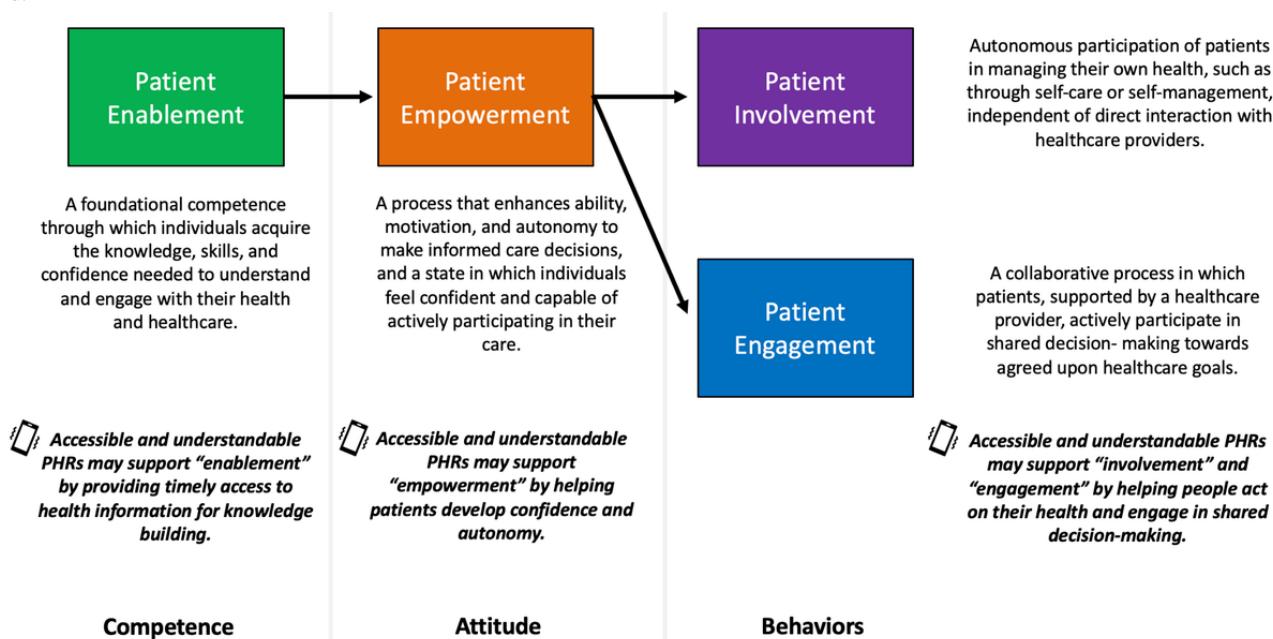 Patient
Enablement
Patient
Empowerment
Patient
Involvement
Autonomous participation of patients
in managing their own health, such as
through self-care or self-management,
independent of direct interaction with
healthcare providers.
A foundational competence
through which individuals acquire
the knowledge, skills, and
confidence needed to understand
and engage with their health
and healthcare.
A process that enhances ability,
motivation, and autonomy to
make informed care decisions,
and a state in which individuals
feel confident and capable of
actively participating in their
care.
Patient
Engagement
A collaborative process in which
patients, supported by a healthcare
provider, actively participate in
shared decision- making towards
agreed upon healthcare goals.
Accessible and understandable
PHRs may support “enablement”
by providing timely access to
health information for knowledge
building.
Accessible and understandable
PHRs may support
“empowerment” by helping
patients develop confidence and
autonomy.
Accessible and understandable PHRs
may support “involvement” and
“engagement” by helping people act
on their health and engage in shared
decision-making.
Competence
Attitude
Behaviors